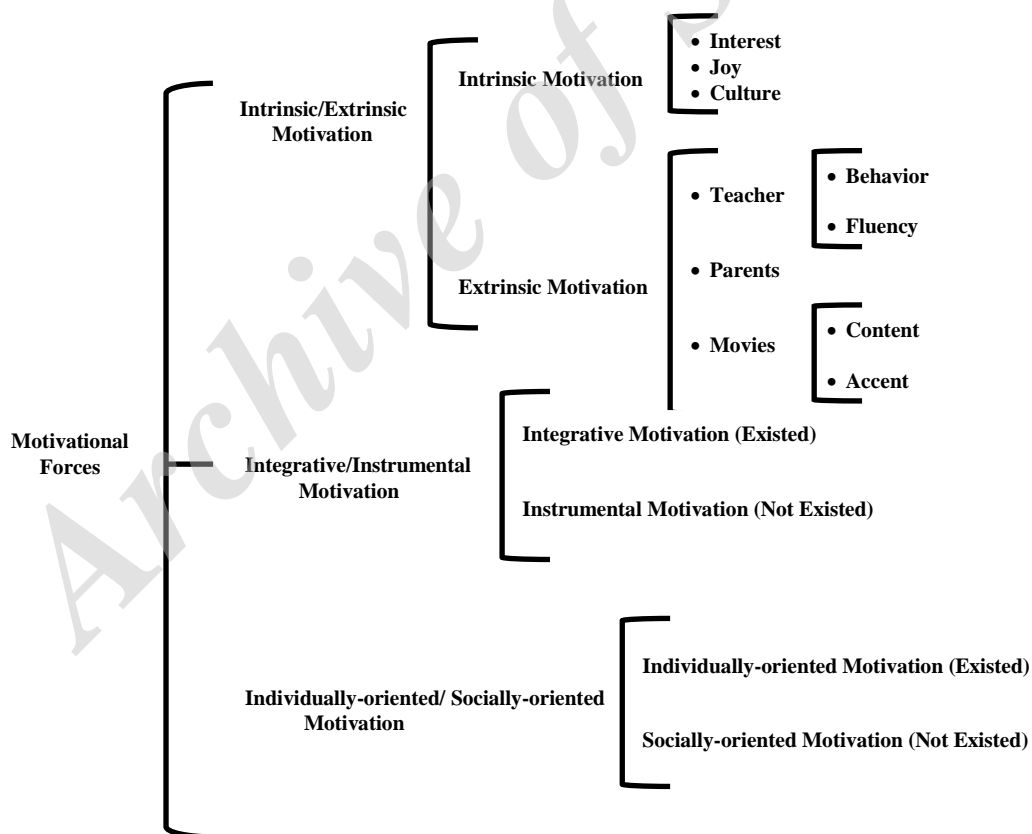 • Interest
• Joy
• Culture
Intrinsic Motivation
Intrinsic/Extrinsic
Motivation
• Teacher
• Behavior
• Fluency
• Parents
Extrinsic Motivation
• Movies
• Content
• Accent
Motivational
Forces
Integrative/Instrumental
Motivation
Integrative Motivation (Existed)
Instrumental Motivation (Not Existed)
Individually-oriented/ Socially-oriented
Motivation
Individually-oriented Motivation (Existed)
Socially-oriented Motivation (Not Existed)
Archive of S